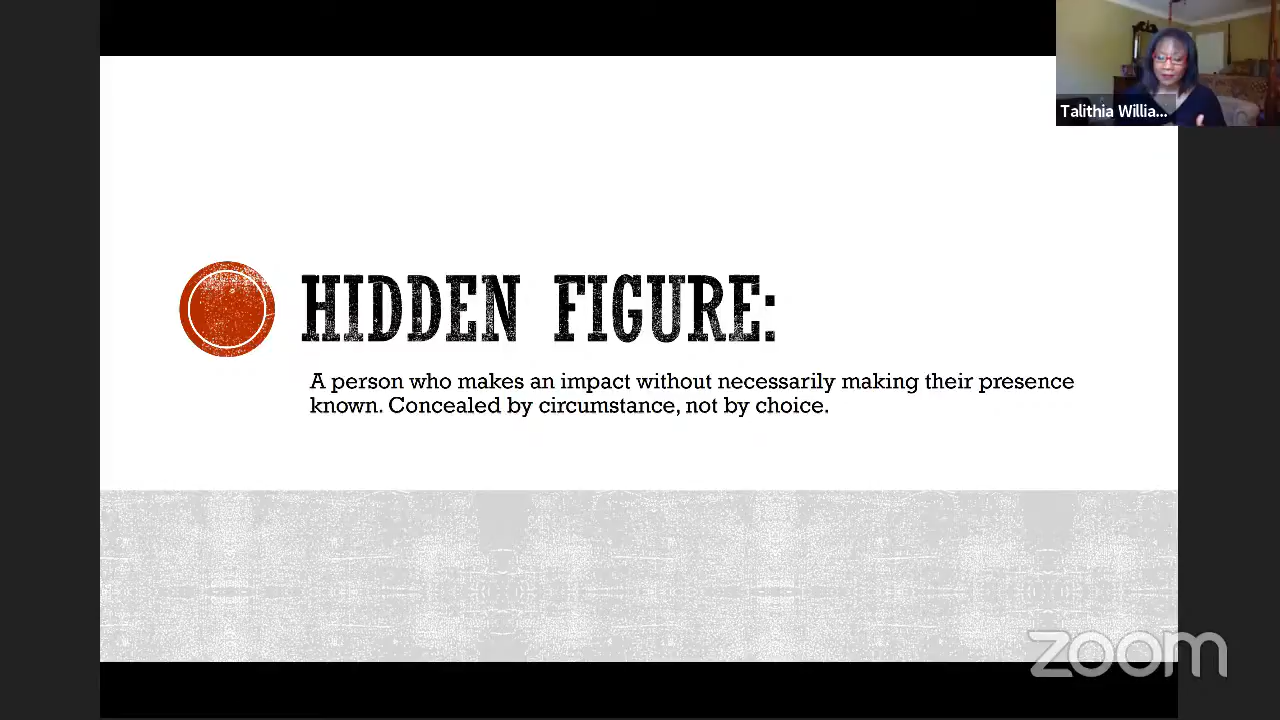 Talithia Willia...
HIDDEN FIGURE:
A person who makes an impact without necessarily making their presence
known. Concealed by circumstance, not by choice.
zoom